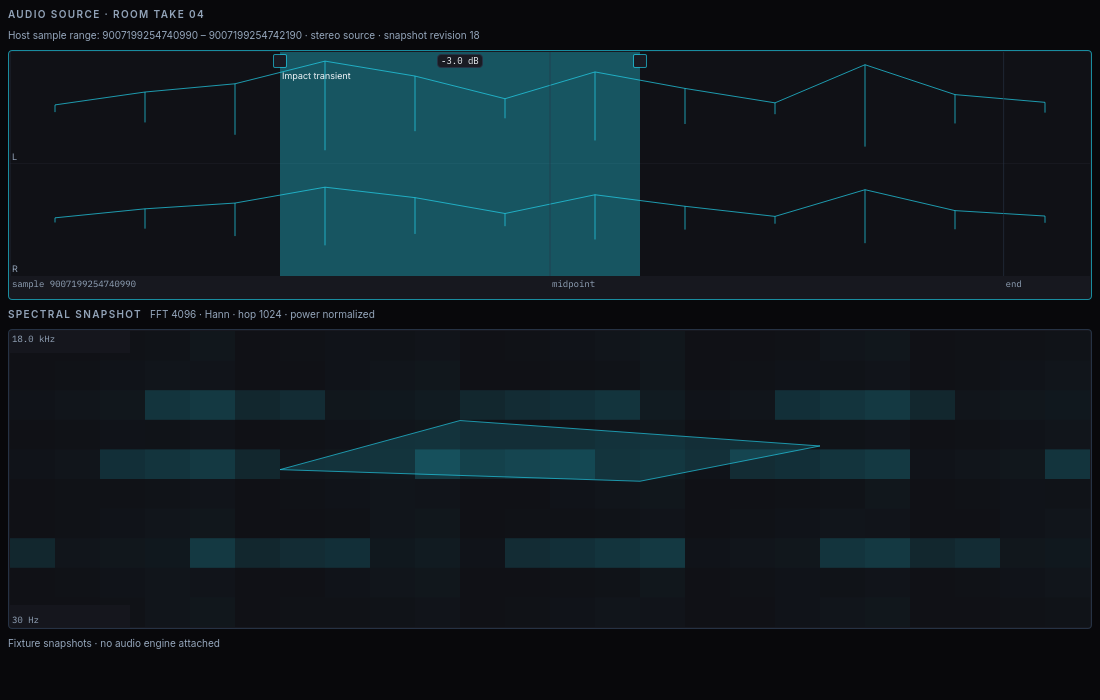 AUDIO SOURCE · ROOM TAKE 04
Host sample range: 9007199254740990 – 9007199254742190 · stereo source · snapshot revision 18
-3.0 dB
Impact transient
L
R
sample 9007199254740990 midpoint end
SPECTRAL SNAPSHOT FFT 4096 · Hann · hop 1024 · power normalized
18.0 kHz
30 Hz
Fixture snapshots · no audio engine attached